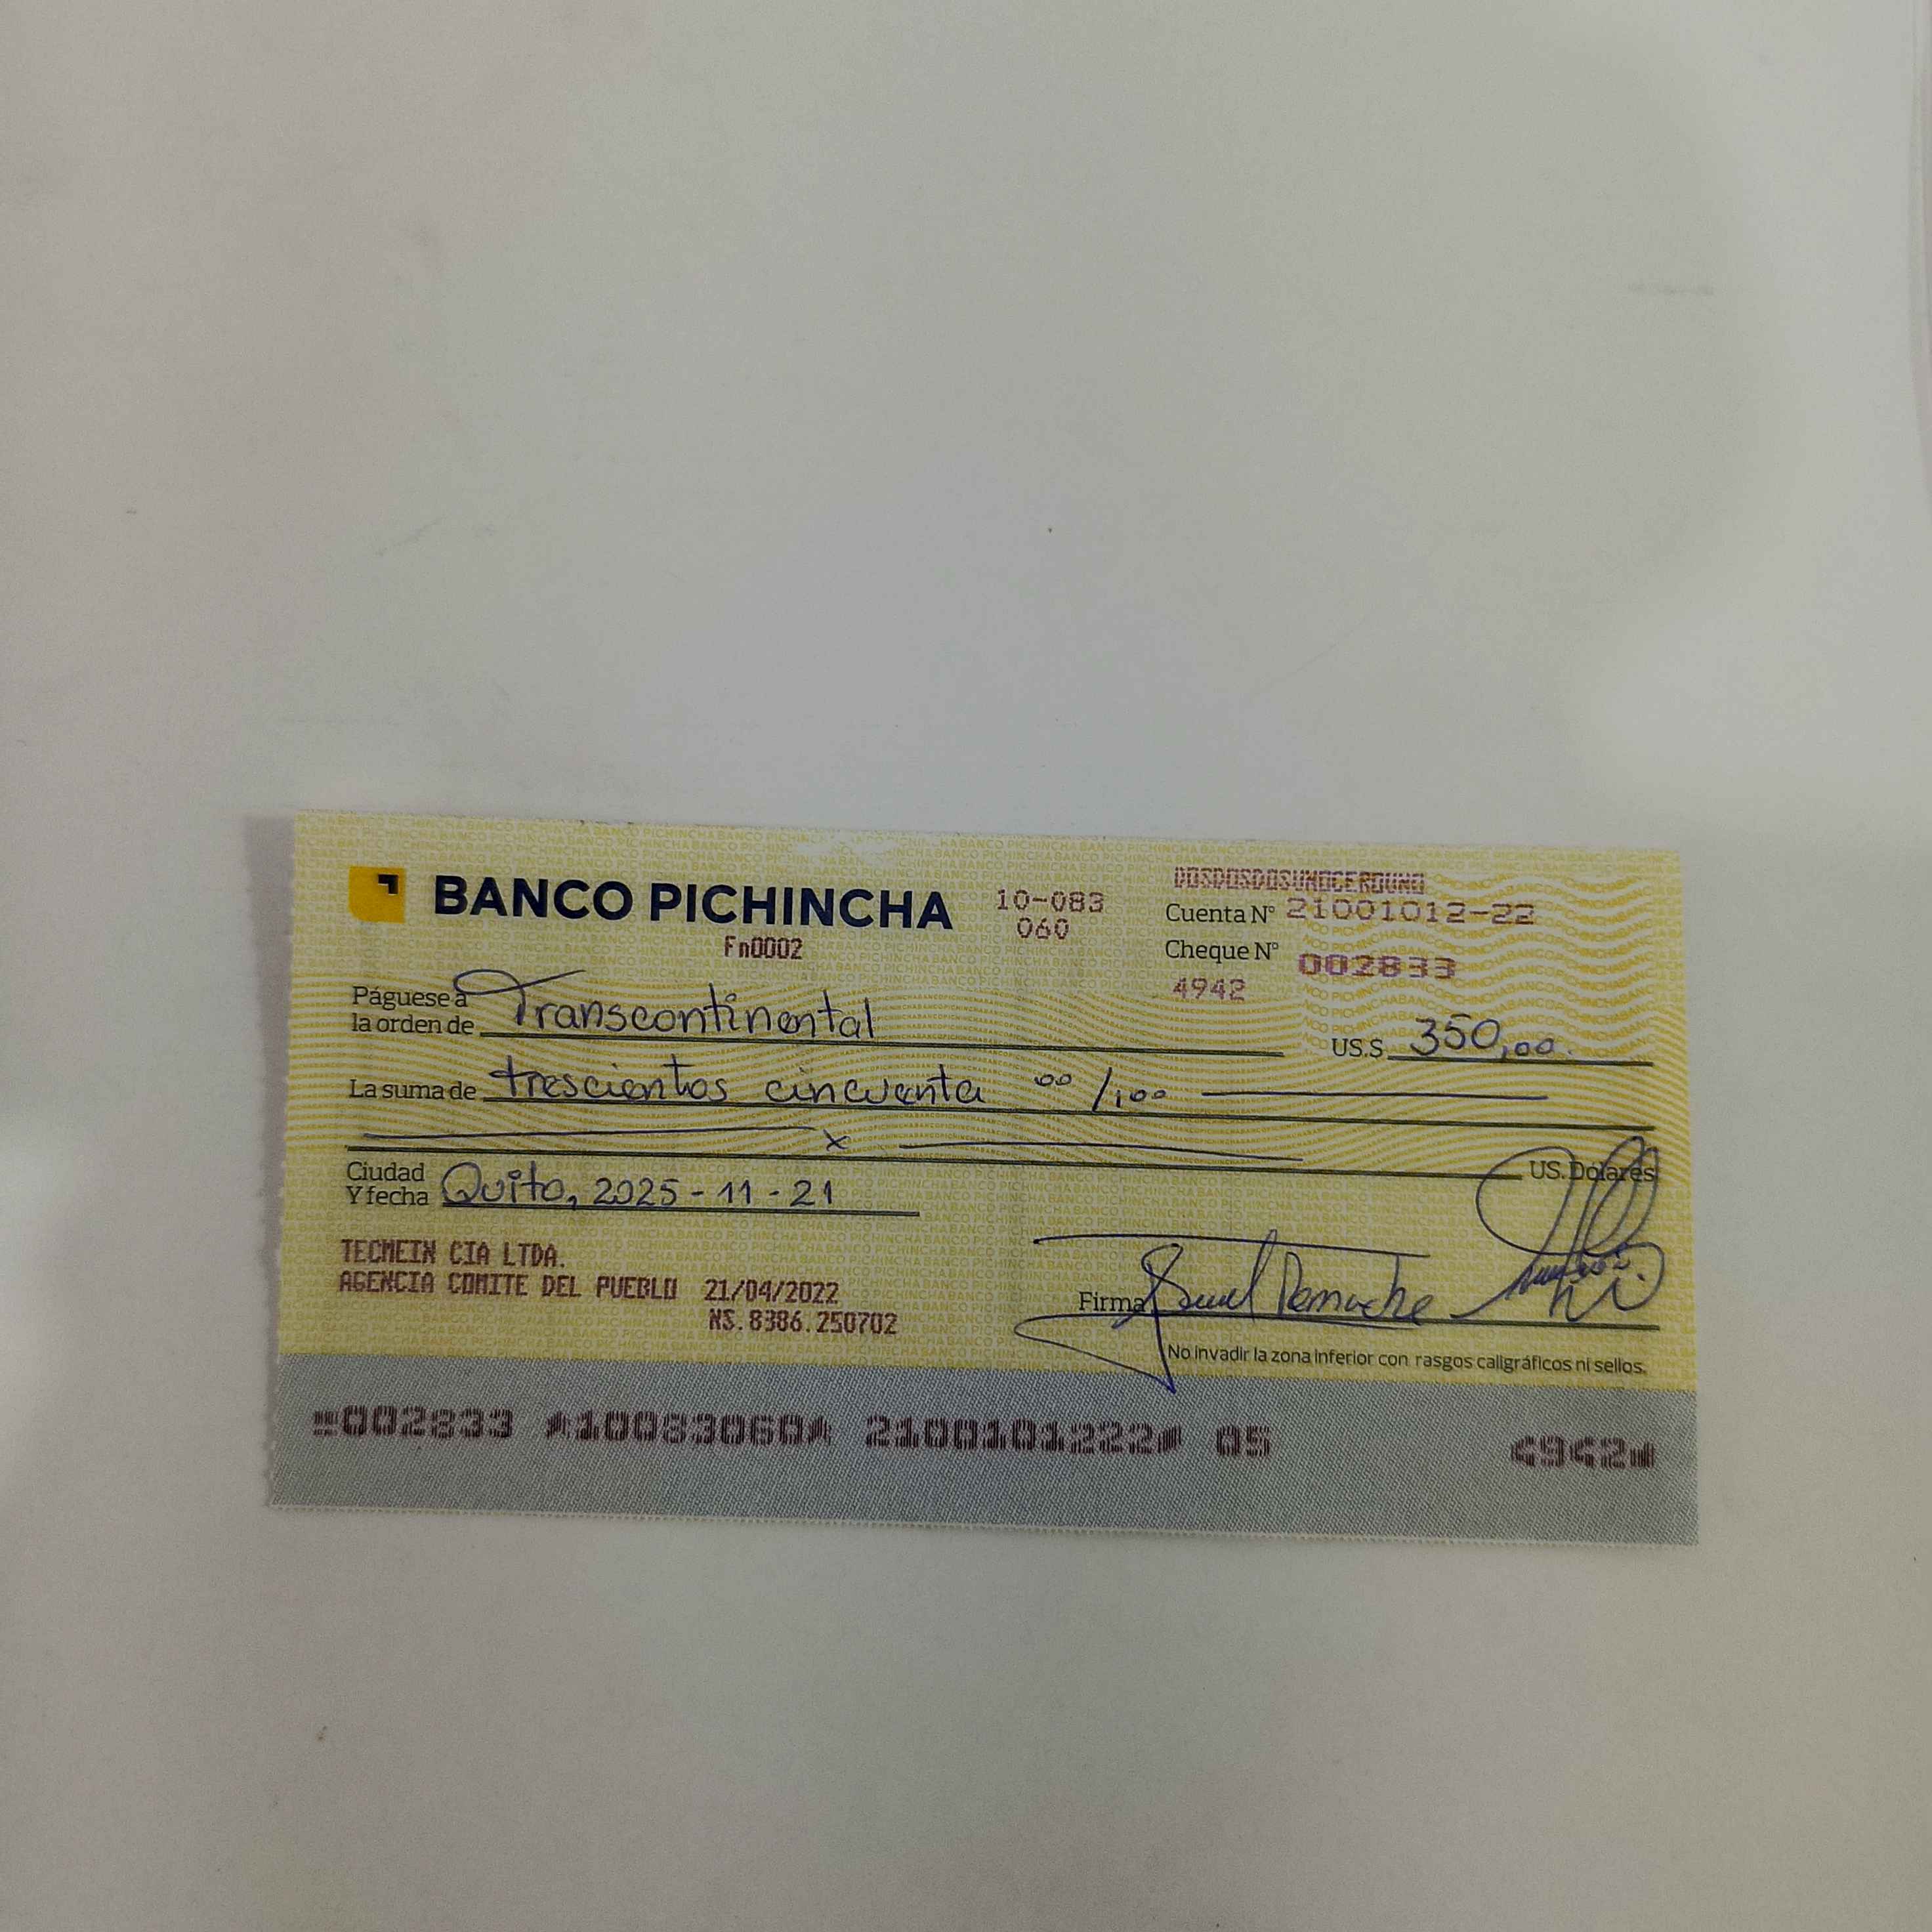 BANCO PICHINCHA
Fn0002
10-083
060
DOSDOSDOSUNOCEROUNO
Cuenta N° 21001012-22
Cheque N° 002833
4942
Páguese a
la orden de Transcontinental
US.$ 350,00.
La suma de trescientos cincuenta 00/100
x
US. Dolares
Ciudad
Y fecha Quito, 2025-11-21
TECMEIN CIA LTDA.
AGENCIA COMITE DEL PUEBLO 21/04/2022
NS.8386.250702
Firma
No invadir la zona inferior con rasgos caligráficos ni sellos.
002833 10083060 2100101222 05 4942